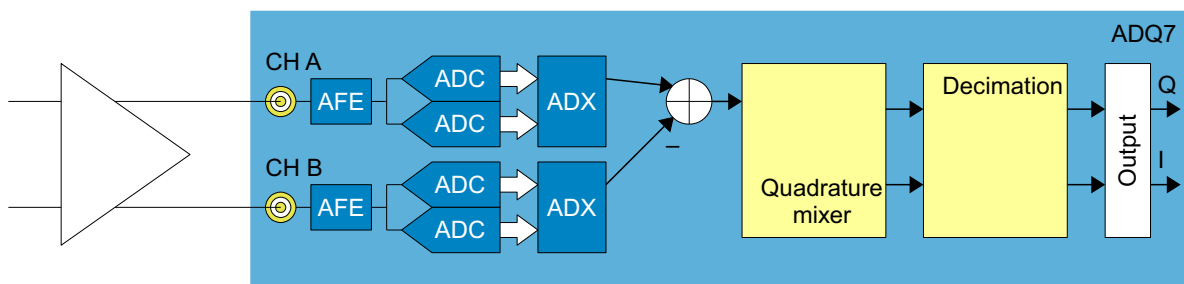 ADQ7
CH A
AFE
ADC
ADC
ADX
CH B
AFE
ADC
ADC
ADX
–
Quadrature
mixer
Decimation
Output
Q
I